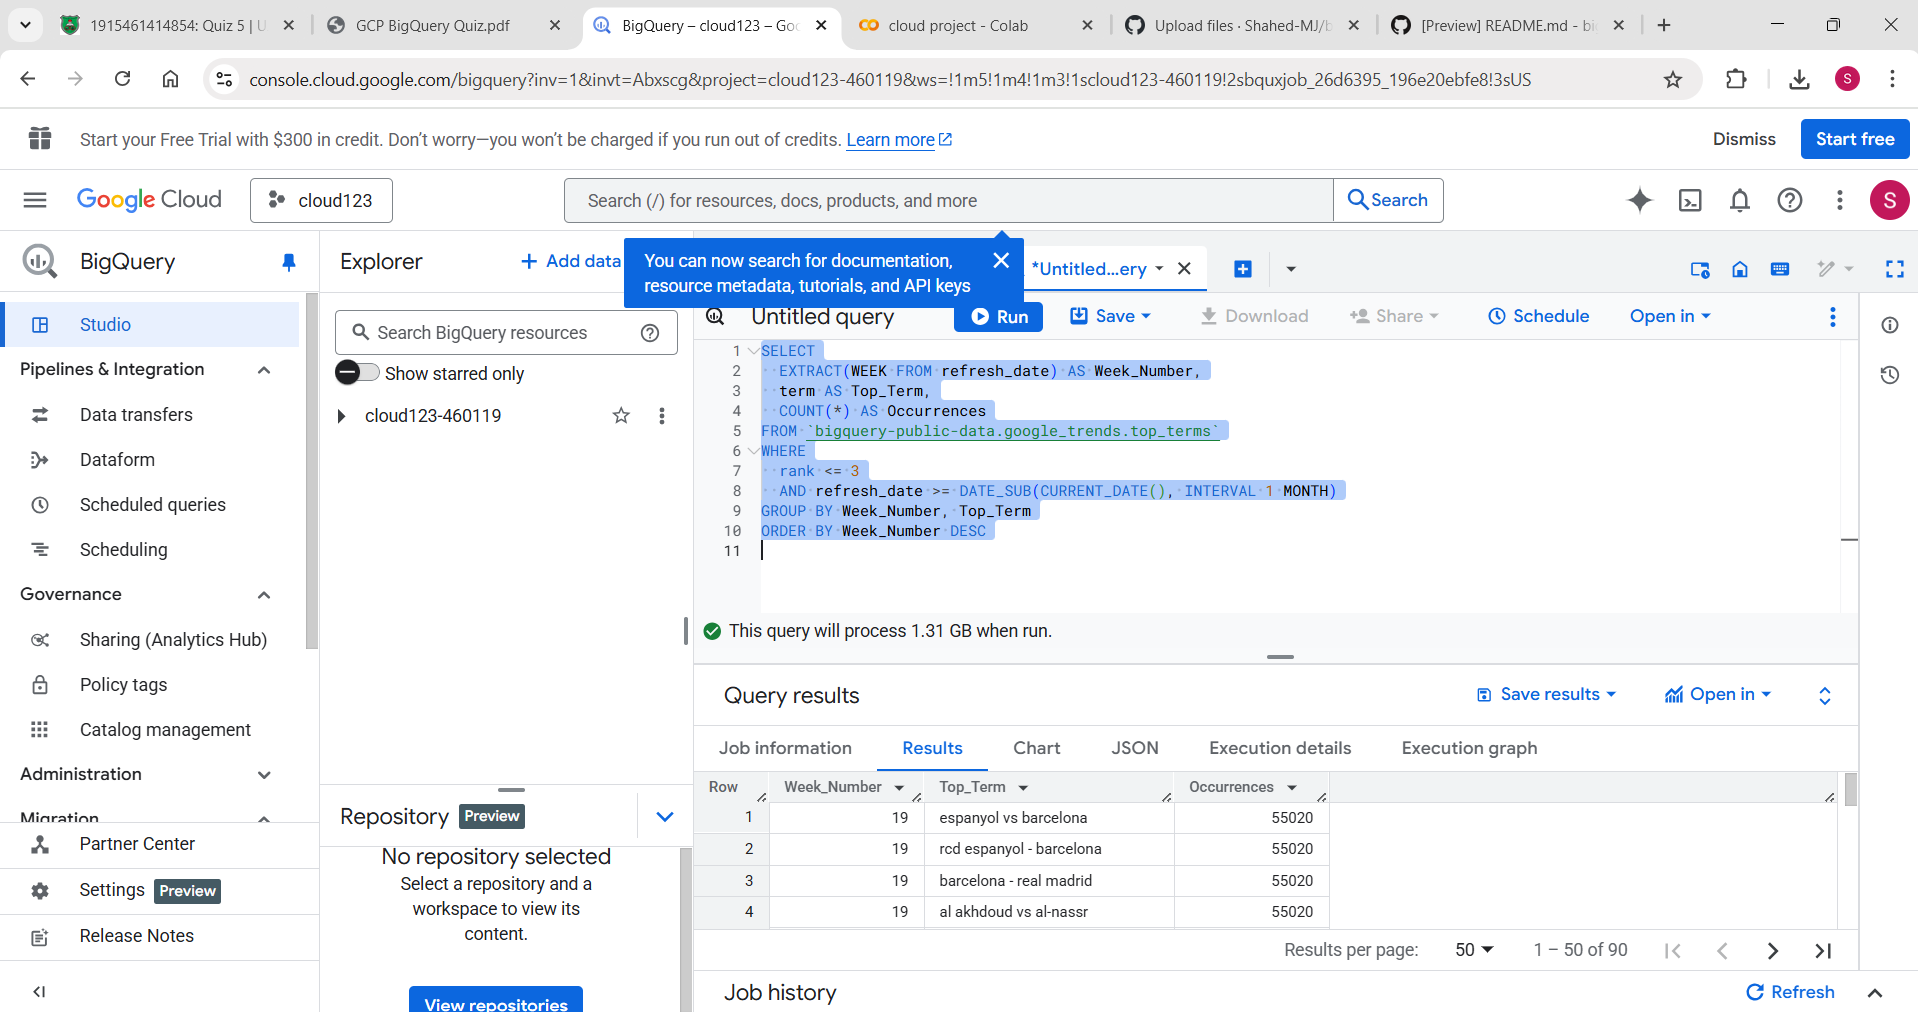 1915461414854: Quiz 5 | U
GCP BigQuery Quiz.pdf
BigQuery – cloud123 – Goo
cloud project - Colab
Upload files · Shahed-MJ/b
[Preview] README.md - bi
console.cloud.google.com/bigquery?inv=1&invt=Abxscg&project=cloud123-460119&ws=!1m5!1m4!1m3!1scloud123-460119!2sbquxjob_26d6395_196e20ebfe8!3sUS
S
Start your Free Trial with $300 in credit. Don't worry—you won't be charged if you run out of credits. Learn more
Dismiss
Start free
Google Cloud
cloud123
Search (/) for resources, docs, products, and more
Search
S
BigQuery
Studio
Pipelines & Integration
Data transfers
Dataform
Scheduled queries
Scheduling
Governance
Sharing (Analytics Hub)
Policy tags
Catalog management
Administration
Migration
Partner Center
Settings Preview
Release Notes
Explorer
+ Add data
Search BigQuery resources
Show starred only
cloud123-460119
Repository Preview
No repository selected
Select a repository and a
workspace to view its
content.
View repositories
You can now search for documentation,
resource metadata, tutorials, and API keys
*Untitled...ery
Untitled query
Run
Save
Download
Share
Schedule
Open in
1 SELECT
2 EXTRACT(WEEK FROM refresh_date) AS Week_Number,
3 term AS Top_Term,
4 COUNT(*) AS Occurrences
5 FROM `bigquery-public-data.google_trends.top_terms`
6 WHERE
7 rank <= 3
8 AND refresh_date >= DATE_SUB(CURRENT_DATE(), INTERVAL 1 MONTH)
9 GROUP BY Week_Number, Top_Term
10 ORDER BY Week_Number DESC
11
This query will process 1.31 GB when run.
Query results
Save results
Open in
Job information
Results
Chart
JSON
Execution details
Execution graph
Row Week_Number Top_Term Occurrences
1 19 espanyol vs barcelona 55020
2 19 rcd espanyol - barcelona 55020
3 19 barcelona - real madrid 55020
4 19 al akhdoud vs al-nassr 55020
Results per page: 50 1 – 50 of 90
Job history
Refresh